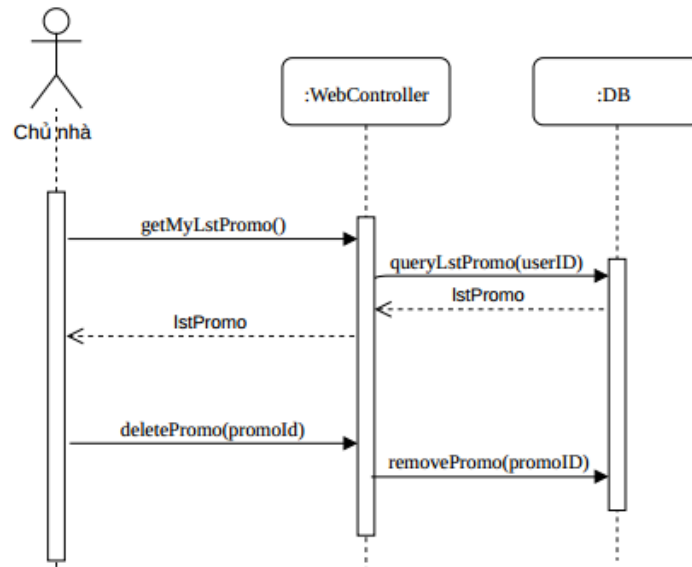 :WebController
:DB
Chủ nhà
getMyLstPromo()
queryLstPromo(userID)
lstPromo
lstPromo
deletePromo(promoId)
removePromo(promoID)